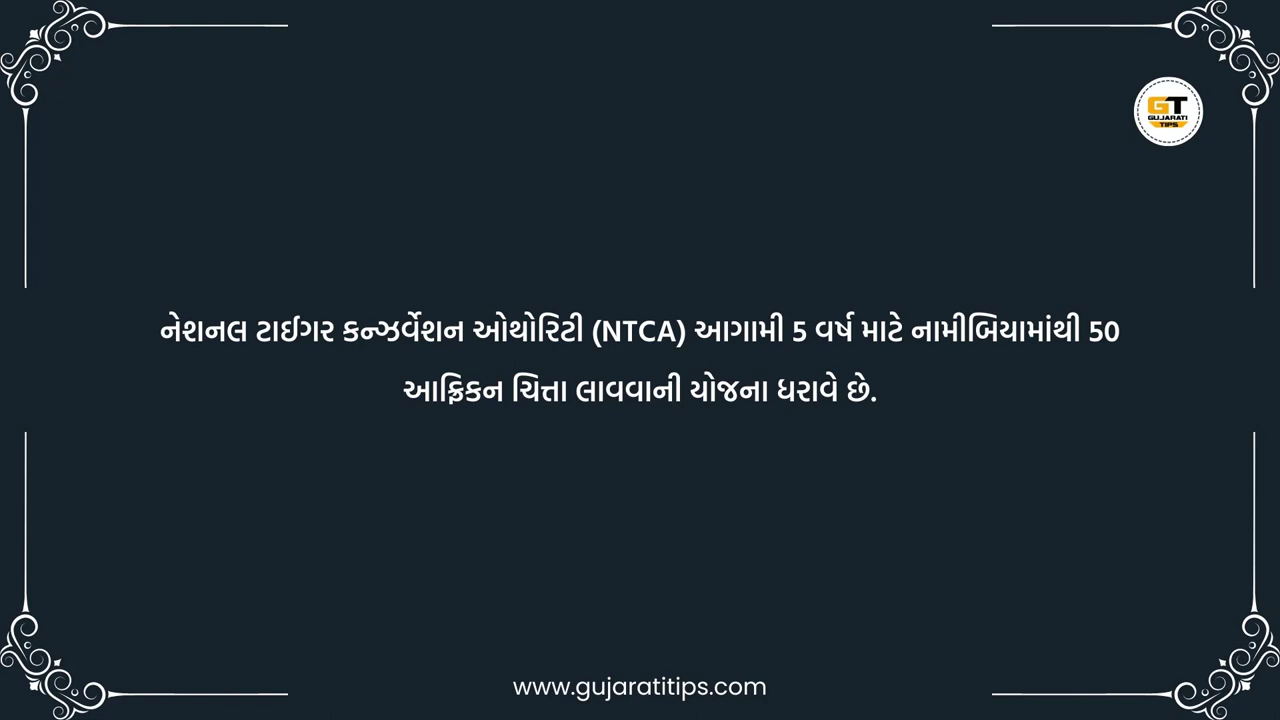 GT
GUJARATI
TIPS
નેશનલ ટાઈગર કન્ઝર્વેશન ઓથોરિટી (NTCA) આગામી 5 વર્ષ માટે નામીબિયામાંથી 50
આફ્રિકન ચિત્તા લાવવાની યોજના ધરાવે છે.
www.gujaratitips.com